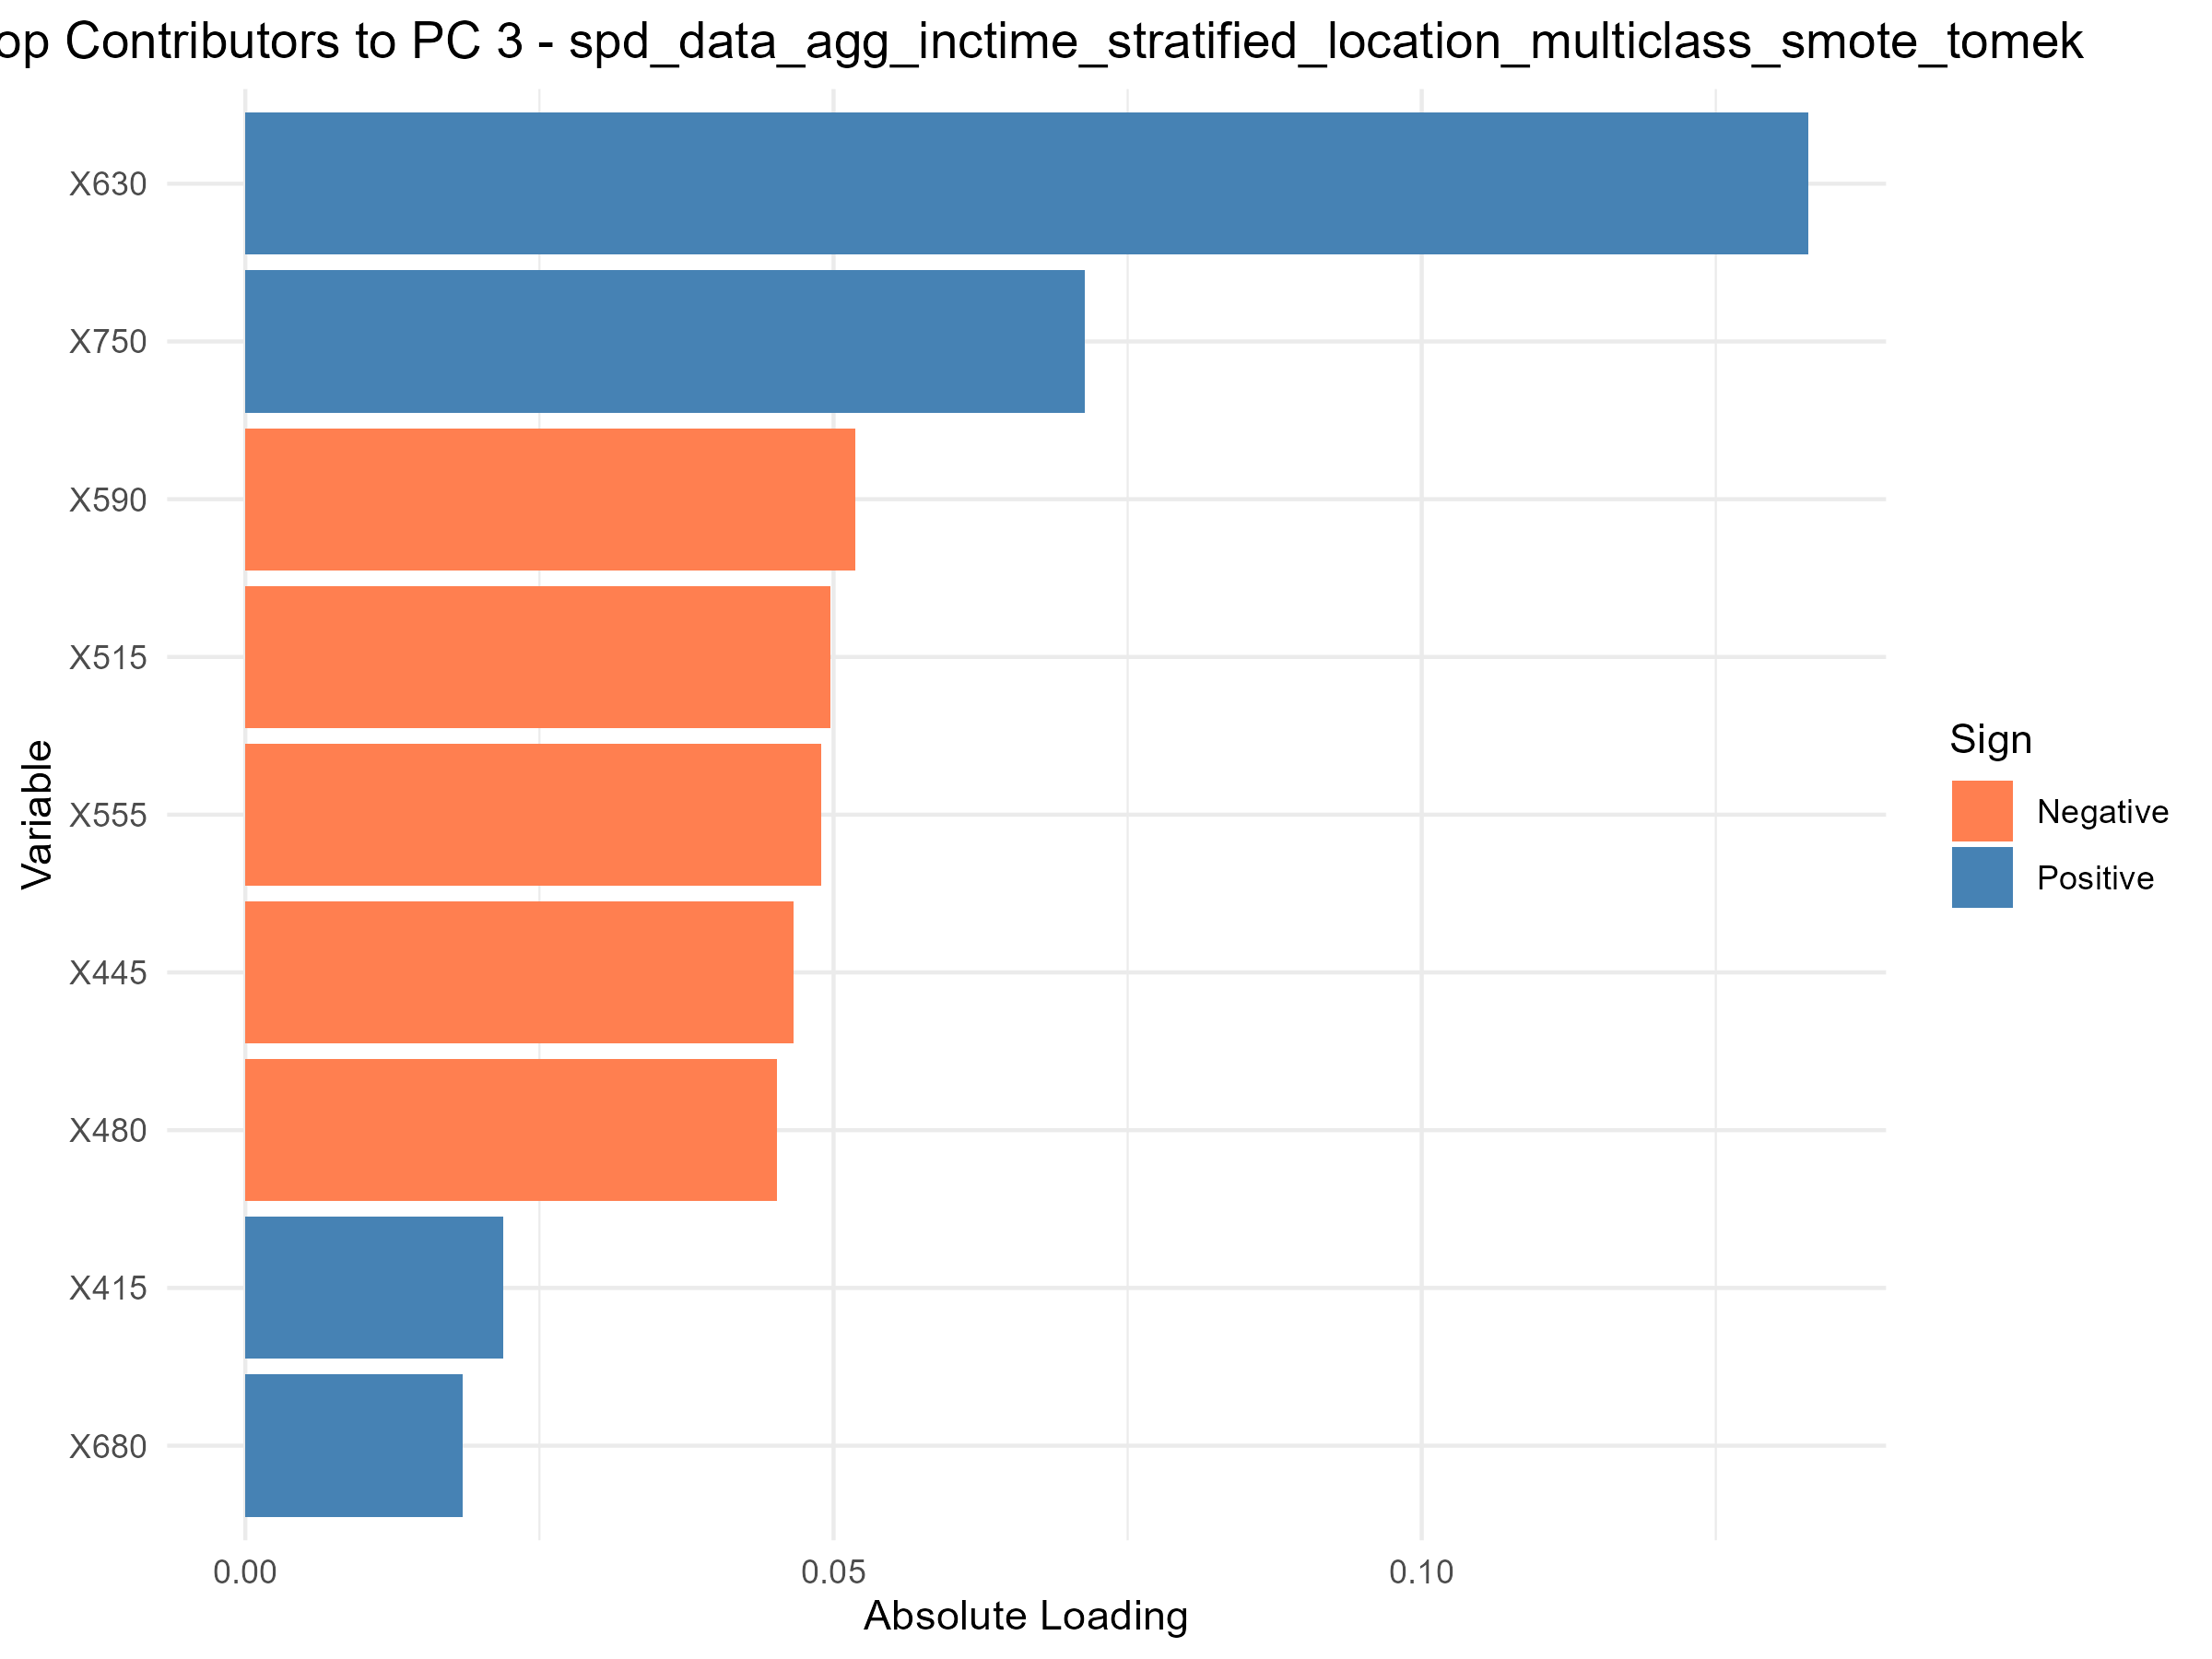 op Contributors to PC 3 - spd_data_agg_inctime_stratified_location_multiclass_smote_tomek
X630
X750
X590
X515
X555
X445
X480
X415
X680
Variable
0.00 0.05 0.10
Absolute Loading
Sign
Negative
Positive